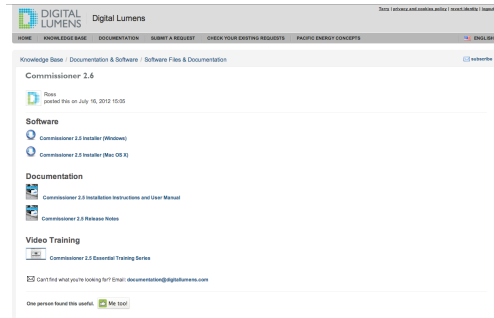 Terry | privacy and cookies policy | revert identity | logout
DIGITAL LUMENS Digital Lumens
HOME KNOWLEDGE BASE DOCUMENTATION SUBMIT A REQUEST CHECK YOUR EXISTING REQUESTS PACIFIC ENERGY CONCEPTS ENGLISH
Knowledge Base / Documentation & Software / Software Files & Documentation subscribe
Commissioner 2.6
Ross
posted this on July 16, 2012 15:05
Software
Commissioner 2.5 Installer (Windows)
Commissioner 2.5 Installer (Mac OS X)
Documentation
Commissioner 2.5 Installation Instructions and User Manual
Commissioner 2.5 Release Notes
Video Training
Commissioner 2.5 Essential Training Series
Can't find what you're looking for? Email: documentation@digitallumens.com
One person found this useful. Me too!